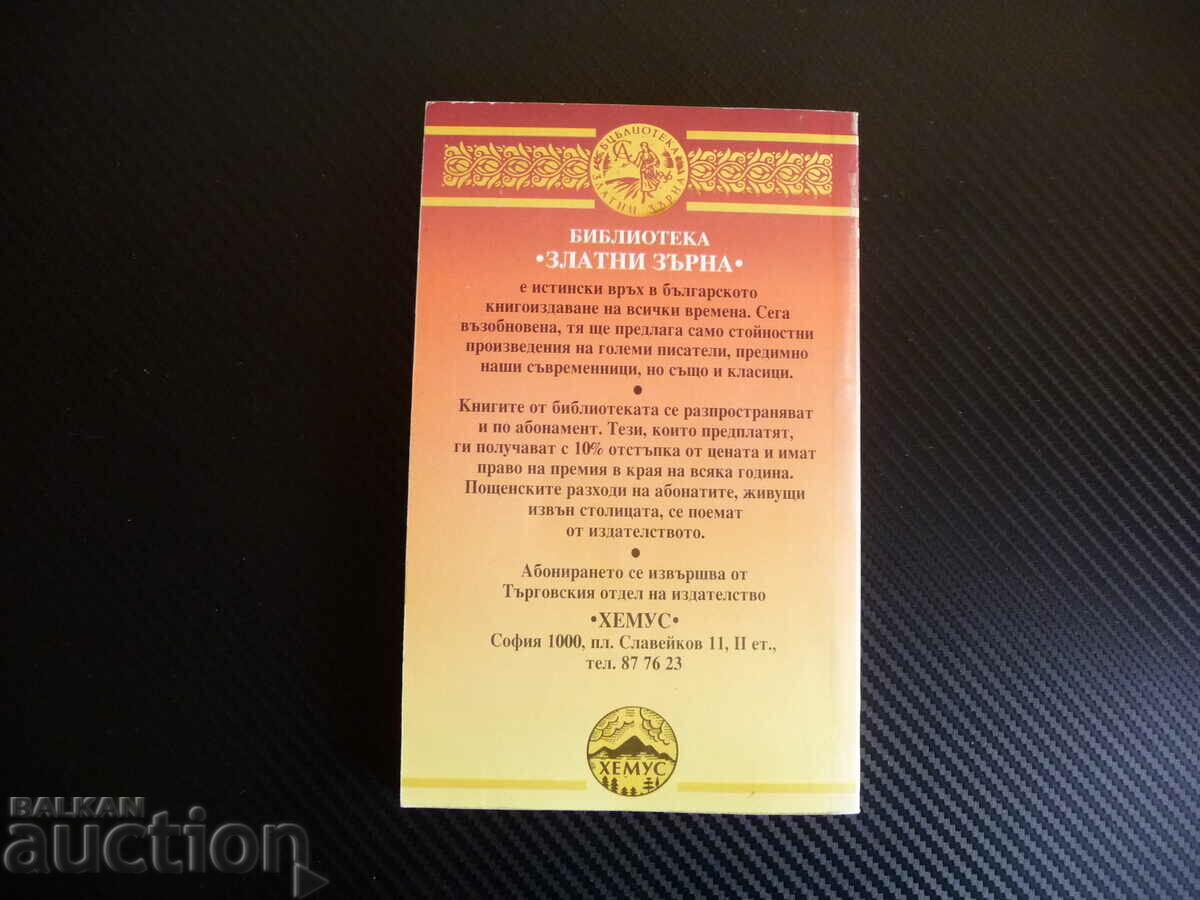 БИБЛИОТЕКА
ЗЛАТНИ ЗЪРНА
БИБЛИОТЕКА
•ЗЛАТНИ ЗЪРНА•
е истински връх в българското
книгоиздаване на всички времена. Сега
възобновена, тя ще предлага само стойностни
произведения на големи писатели, предимно
наши съвременници, но също и класици.
•
Книгите от библиотеката се разпространяват
и по абонамент. Тези, които предплатят,
ги получават с 10% отстъпка от цената и имат
право на премия в края на всяка година.
Пощенските разходи на абонатите, живущи
извън столицата, се поемат
от издателството.
•
Абонирането се извършва от
Търговския отдел на издателство
•ХЕМУС•
София 1000, пл. Славейков 11, II ет.,
тел. 87 76 23
ХЕМУС
BALKAN
auction